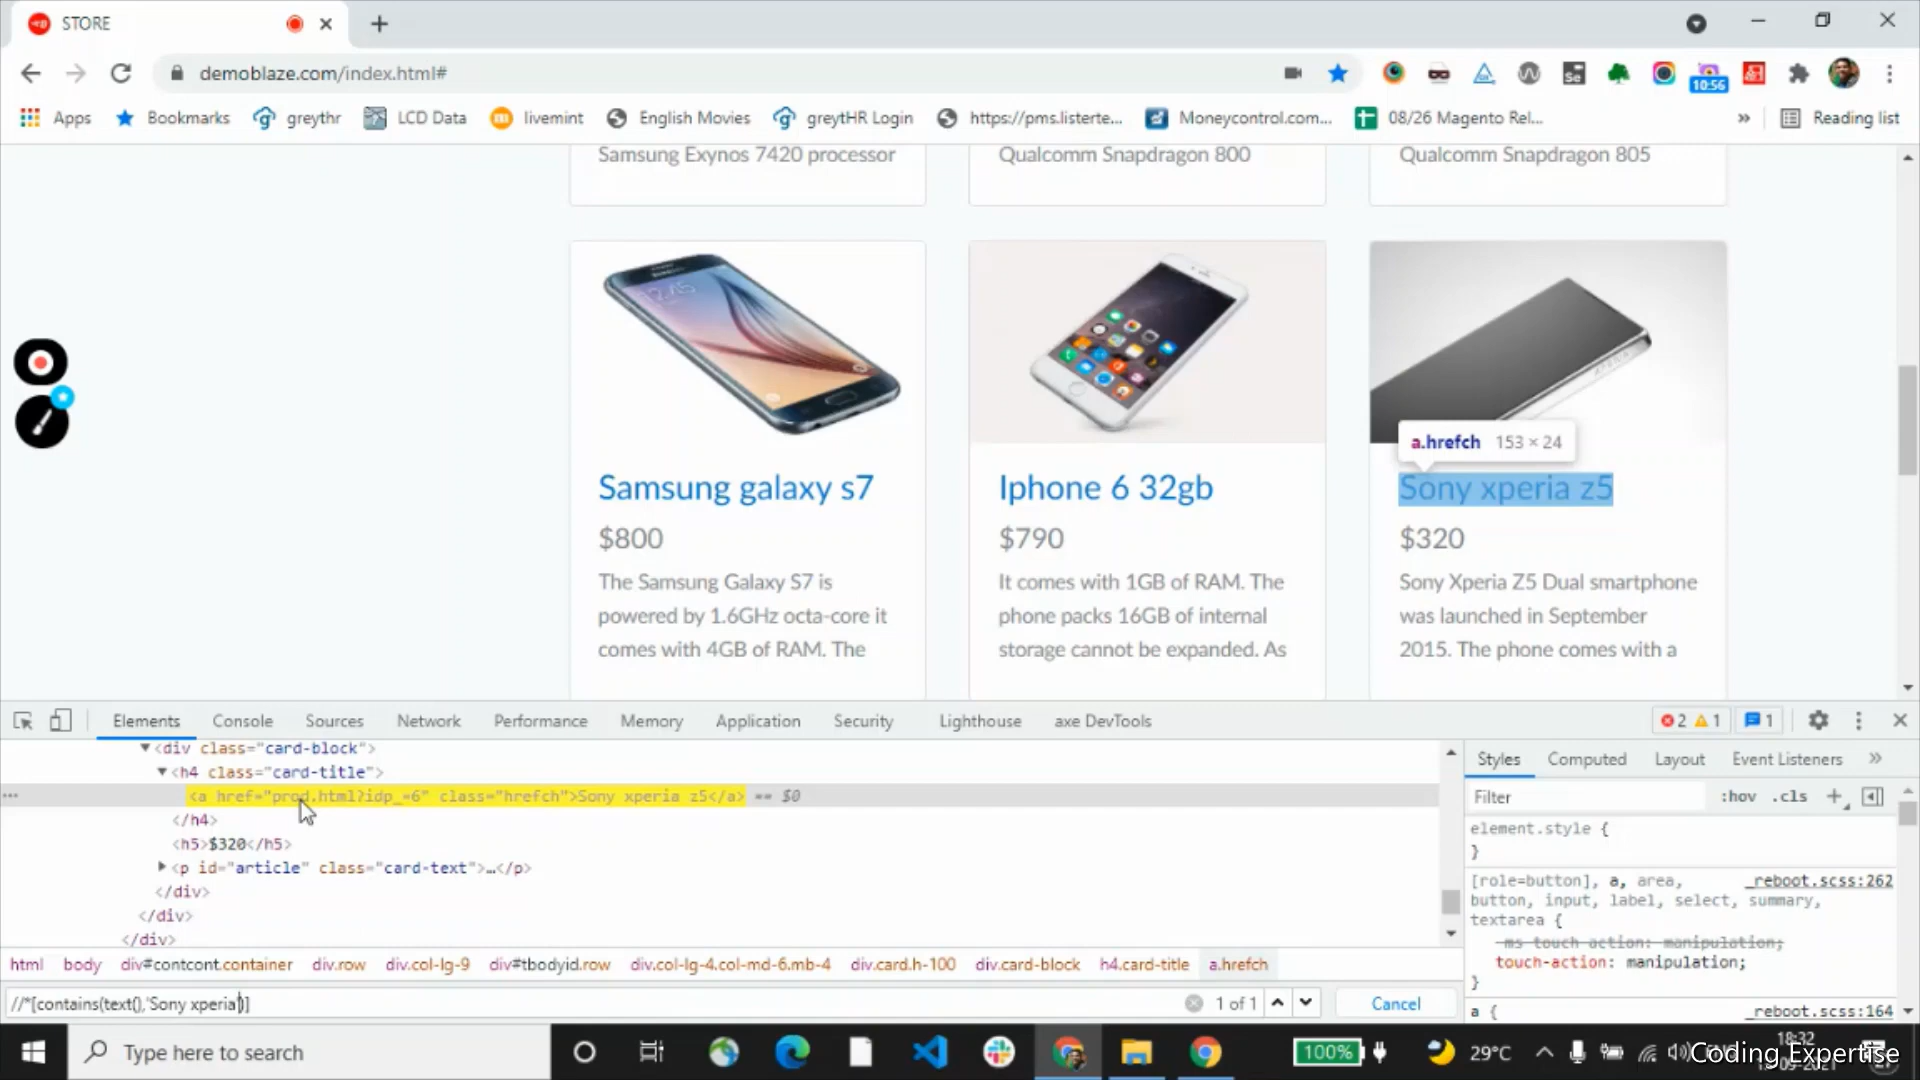 STORE
demoblaze.com/index.html#
10:56
Apps
Bookmarks
greythr
LCD Data
livemint
English Movies
greytHR Login
https://pms.listerte...
Moneycontrol.com...
08/26 Magento Rel...
»
Reading list
Samsung Exynos 7420 processor
Qualcomm Snapdragon 800
Qualcomm Snapdragon 805
a.hrefch 153 × 24
Samsung galaxy s7
$800
The Samsung Galaxy S7 is
powered by 1.6GHz octa-core it
comes with 4GB of RAM. The
Iphone 6 32gb
$790
It comes with 1GB of RAM. The
phone packs 16GB of internal
storage cannot be expanded. As
Sony xperia z5
$320
Sony Xperia Z5 Dual smartphone
was launched in September
2015. The phone comes with a
Elements
Console
Sources
Network
Performance
Memory
Application
Security
Lighthouse
axe DevTools
2
1
1
<div class="card-block">
<h4 class="card-title">
<a href="prod.html?idp_=6" class="hrefch">Sony xperia z5</a> == $0
</h4>
<h5>$320</h5>
<p id="article" class="card-text">…</p>
</div>
</div>
</div>
html body div#contcont.container div.row div.col-lg-9 div#tbodyid.row div.col-lg-4.col-md-6.mb-4 div.card.h-100 div.card-block h4.card-title a.hrefch
//*[contains(text(),'Sony xperia')]
1 of 1
Cancel
Styles
Computed
Layout
Event Listeners
»
Filter
:hov .cls +
element.style {
}
[role=button], a, area, _reboot.scss:262
button, input, label, select, summary,
textarea {
-ms-touch-action: manipulation;
touch-action: manipulation;
}
a { _reboot.scss:164
Type here to search
Se
100%
29°C
18:32
Coding Expertise